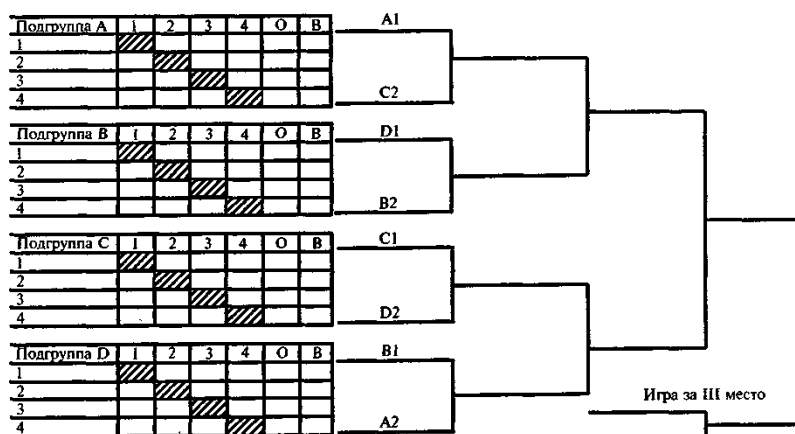 Подгруппа A 1 2 3 4 O B
1
2
3
4
Подгруппа B 1 2 3 4 O B
1
2
3
4
Подгруппа C 1 2 3 4 O B
1
2
3
4
Подгруппа D 1 2 3 4 O B
1
2
3
4
A1
C2
D1
B2
C1
D2
B1
A2
Игра за III место